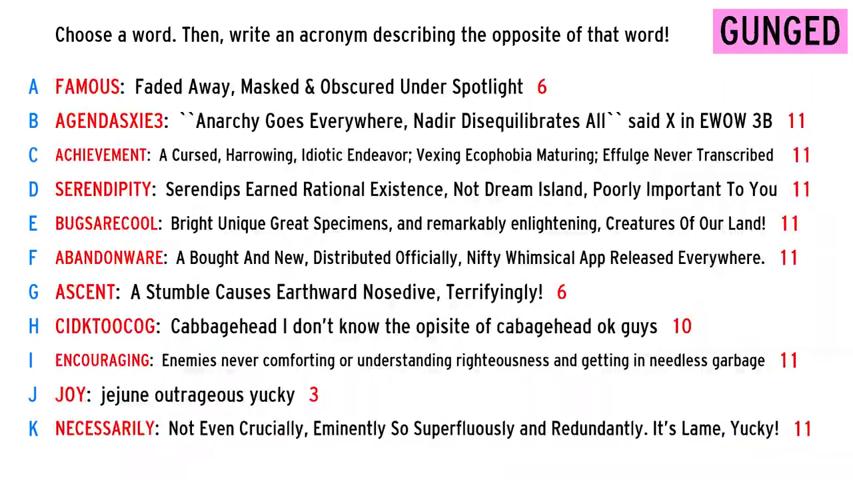 Choose a word. Then, write an acronym describing the opposite of that word!
GUNGED
A FAMOUS: Faded Away, Masked & Obscured Under Spotlight 6
B AGENDASXIE3: ``Anarchy Goes Everywhere, Nadir Disequilibrates All`` said X in EWOW 3B 11
C ACHIEVEMENT: A Cursed, Harrowing, Idiotic Endeavor; Vexing Ecophobia Maturing; Effulge Never Transcribed 11
D SERENDIPITY: Serendips Earned Rational Existence, Not Dream Island, Poorly Important To You 11
E BUGSARECOOL: Bright Unique Great Specimens, and remarkably enlightening, Creatures Of Our Land! 11
F ABANDONWARE: A Bought And New, Distributed Officially, Nifty Whimsical App Released Everywhere. 11
G ASCENT: A Stumble Causes Earthward Nosedive, Terrifyingly! 6
H CIDKTOOCOG: Cabbagehead I don't know the opisite of cabagehead ok guys 10
I ENCOURAGING: Enemies never comforting or understanding righteousness and getting in needless garbage 11
J JOY: jejune outrageous yucky 3
K NECESSARILY: Not Even Crucially, Eminently So Superfluously and Redundantly. It's Lame, Yucky! 11